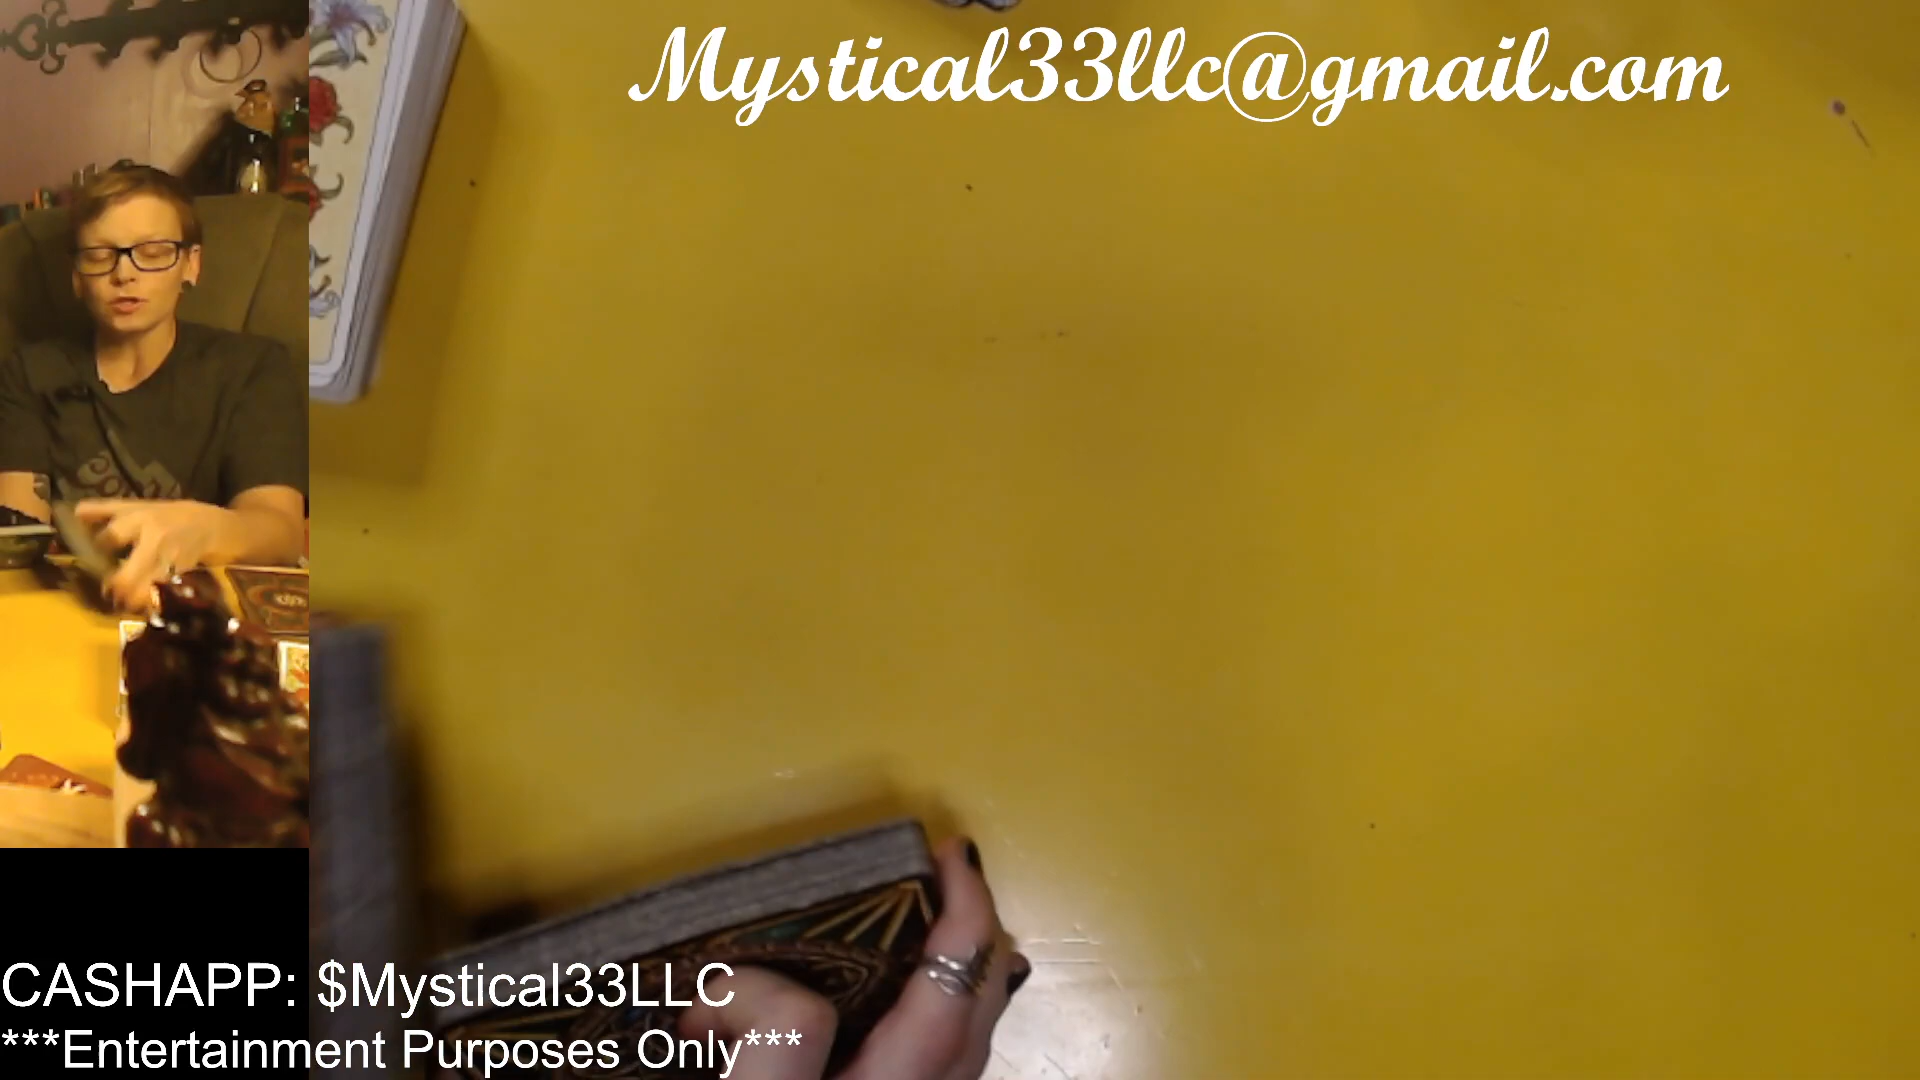 Mystical33llc@gmail.com
CASHAPP: $Mystical33LLC
***Entertainment Purposes Only***